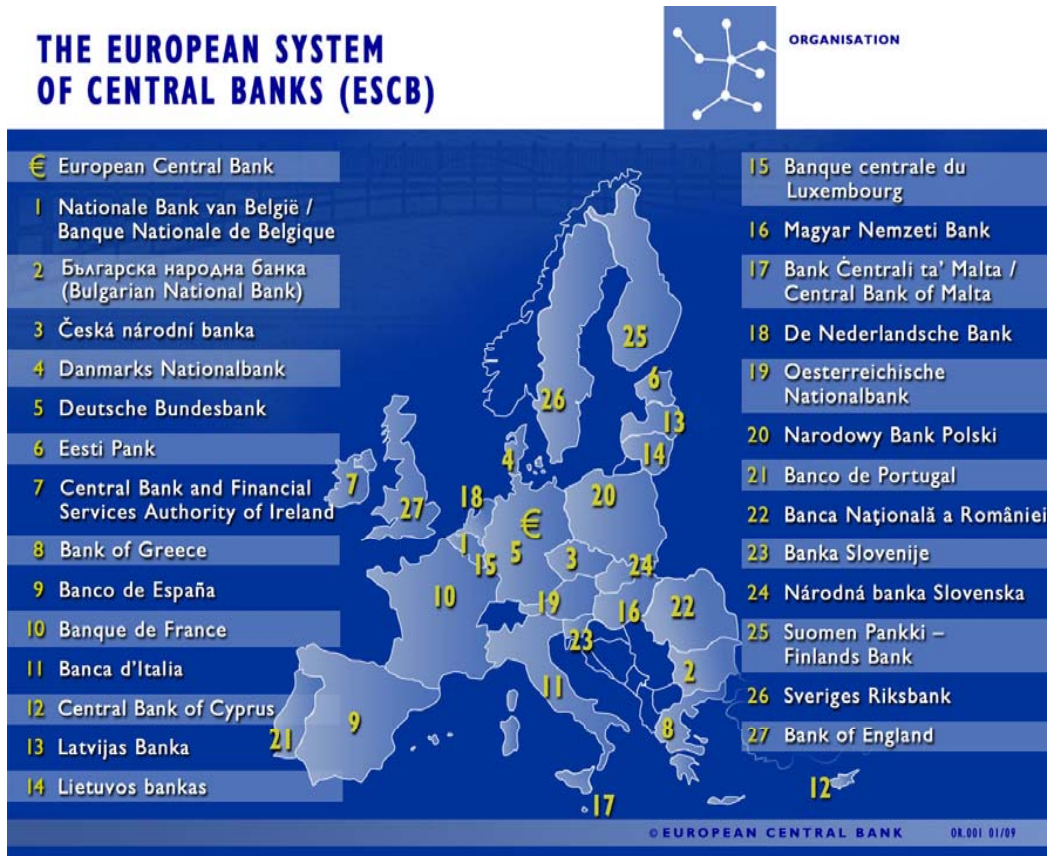 THE EUROPEAN SYSTEM
OF CENTRAL BANKS (ESCB)
ORGANISATION
€ European Central Bank
1 Nationale Bank van België /
Banque Nationale de Belgique
2 Българска народна банка
(Bulgarian National Bank)
3 Česká národní banka
4 Danmarks Nationalbank
5 Deutsche Bundesbank
6 Eesti Pank
7 Central Bank and Financial
Services Authority of Ireland
8 Bank of Greece
9 Banco de España
10 Banque de France
11 Banca d'Italia
12 Central Bank of Cyprus
13 Latvijas Banka
14 Lietuvos bankas
25
6
26
13
14
4
7
18
20
27
€
1
5
3
15
24
10
19
16
22
23
2
11
9
8
21
12
17
15 Banque centrale du
Luxembourg
16 Magyar Nemzeti Bank
17 Bank Ċentrali ta' Malta /
Central Bank of Malta
18 De Nederlandsche Bank
19 Oesterreichische
Nationalbank
20 Narodowy Bank Polski
21 Banco de Portugal
22 Banca Naţională a României
23 Banka Slovenije
24 Národná banka Slovenska
25 Suomen Pankki –
Finlands Bank
26 Sveriges Riksbank
27 Bank of England
© EUROPEAN CENTRAL BANK OR.001 01/09